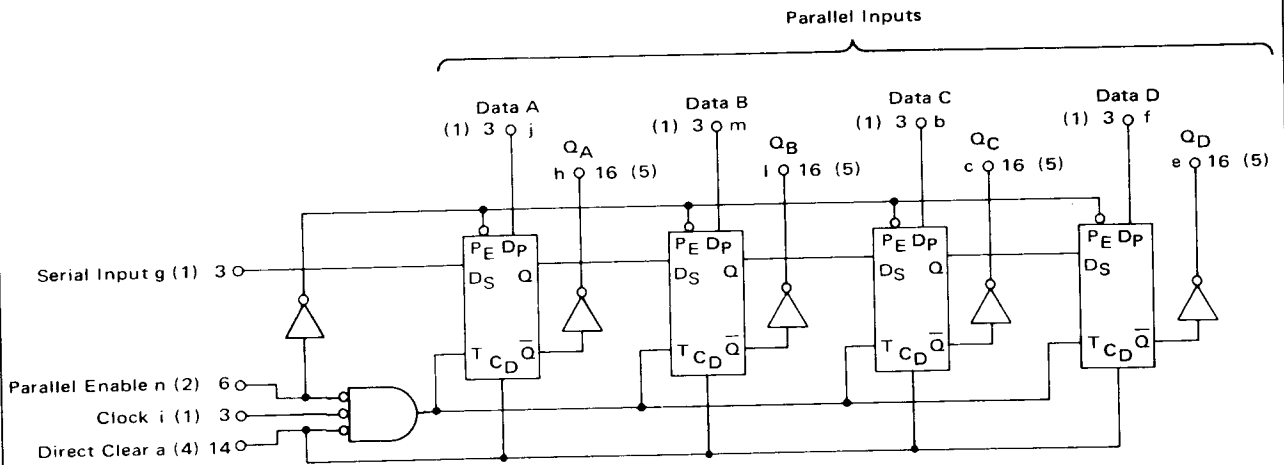 Parallel Inputs
Data A
(1) 3 j
Data B
(1) 3 m
Data C
(1) 3 b
Data D
(1) 3 f
Q_A
h 16 (5)
Q_B
l 16 (5)
Q_C
c 16 (5)
Q_D
e 16 (5)
P_E D_P
D_S Q
T C_D Q̅
P_E D_P
D_S Q
T C_D Q̅
P_E D_P
D_S Q
T C_D Q̅
P_E D_P
D_S
T C_D Q̅
Serial Input g (1) 3
Parallel Enable n (2) 6
Clock i (1) 3
Direct Clear a (4) 14